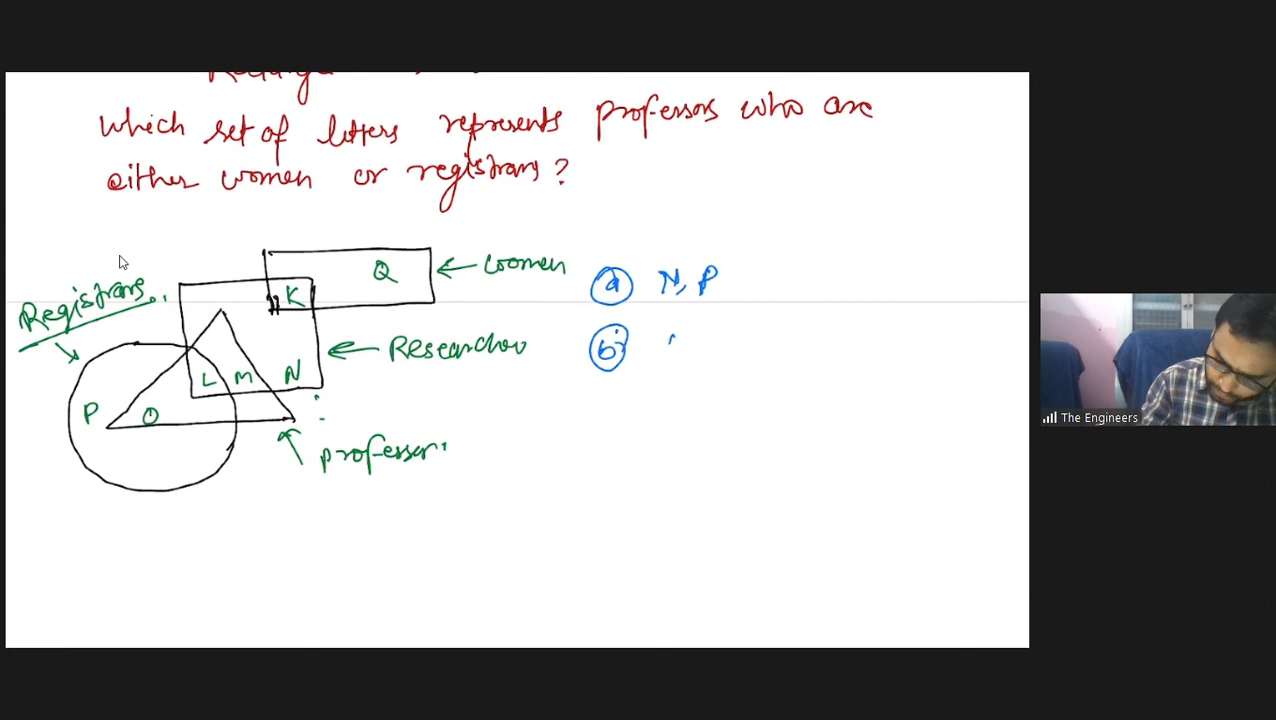 which set of letters represents professors who are
either women or registrars?
Q
← women
K
Registrars.
← Researcher
L M N
P O
professor
ⓐ N, P
ⓑ
The Engineers